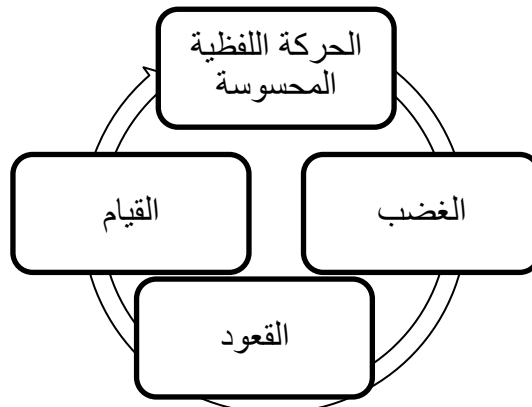 الحركة اللفظية
المحسوسة
الغضب
القعود
القيام